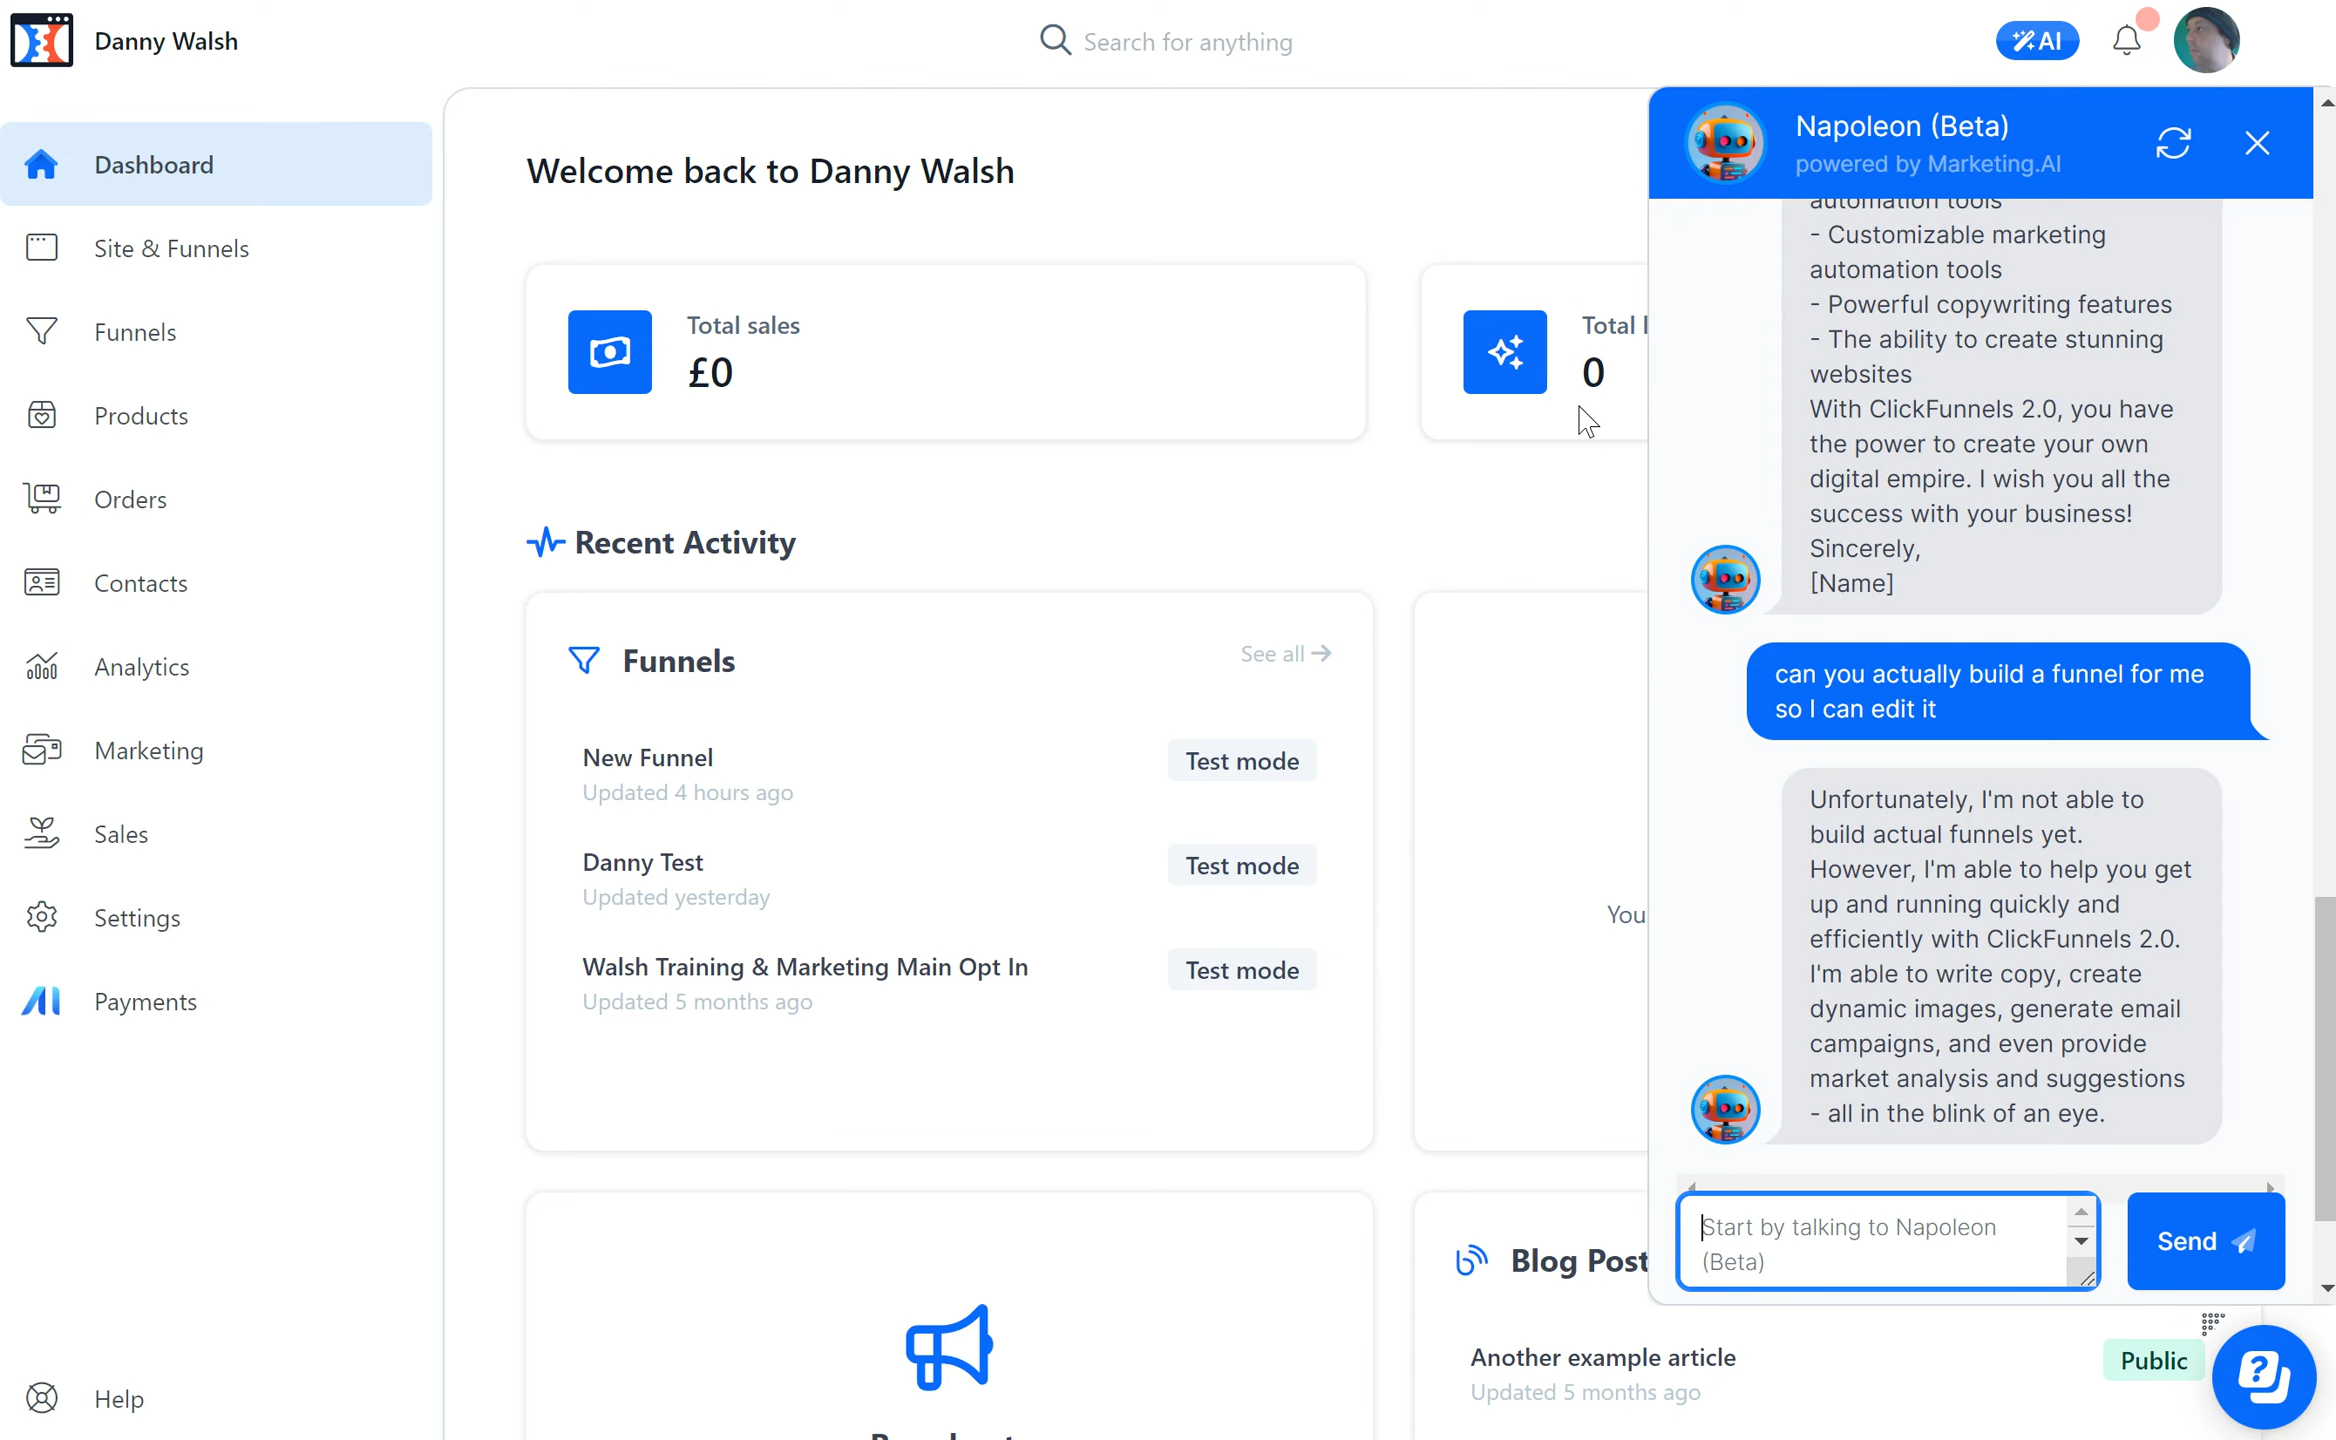 Danny Walsh
Search for anything
AI
Dashboard
Site & Funnels
Funnels
Products
Orders
Contacts
Analytics
Marketing
Sales
Settings
Payments
Help
Welcome back to Danny Walsh
Total sales
£0
Total
0
Recent Activity
Funnels
See all
New Funnel
Updated 4 hours ago
Test mode
Danny Test
Updated yesterday
Test mode
Walsh Training & Marketing Main Opt In
Updated 5 months ago
Test mode
You
Blog Post
Another example article
Updated 5 months ago
Public
Napoleon (Beta)
powered by Marketing.AI
automation tools
- Customizable marketing
automation tools
- Powerful copywriting features
- The ability to create stunning
websites
With ClickFunnels 2.0, you have
the power to create your own
digital empire. I wish you all the
success with your business!
Sincerely,
[Name]
can you actually build a funnel for me
so I can edit it
Unfortunately, I'm not able to
build actual funnels yet.
However, I'm able to help you get
up and running quickly and
efficiently with ClickFunnels 2.0.
I'm able to write copy, create
dynamic images, generate email
campaigns, and even provide
market analysis and suggestions
- all in the blink of an eye.
Start by talking to Napoleon
(Beta)
Send